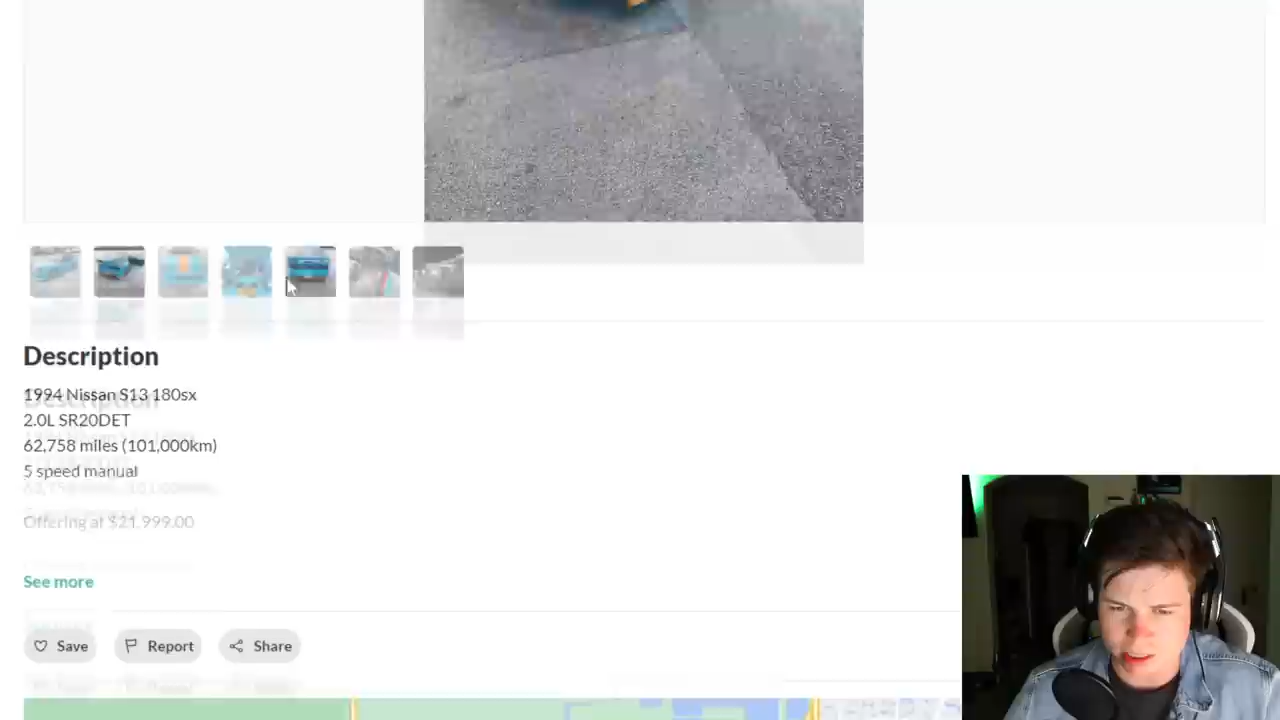 Description
1994 Nissan S13 180sx
2.0L SR20DET
62,758 miles (101,000km)
5 speed manual
Offering at $21,999.00
See more
Save
Report
Share